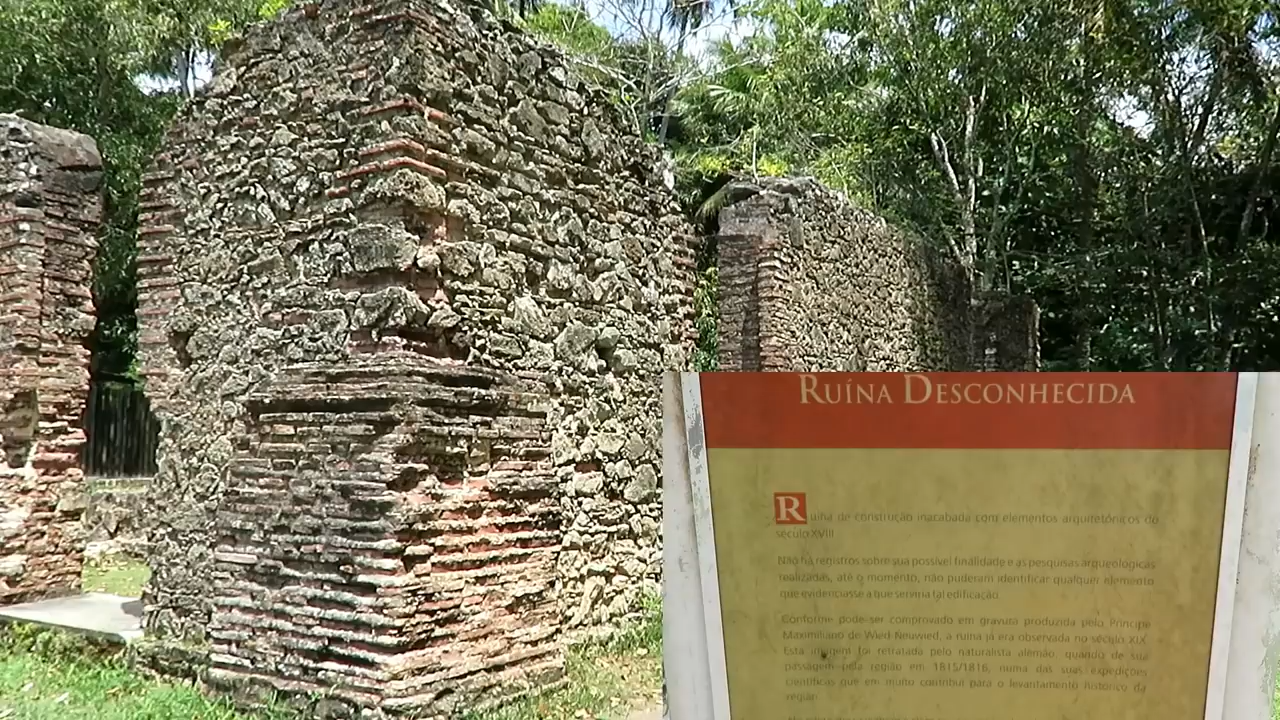 RUÍNA DESCONHECIDA
Ruína de construção inacabada com elementos arquitetônicos do
século XVIII.
Não há registros sobre sua possível finalidade e as pesquisas arqueológicas
realizadas, até o momento, não puderam identificar qualquer elemento
que evidenciasse a que serviria tal edificação.
Conforme pode ser comprovado em gravura produzida pelo Príncipe
Maximiliano de Wied-Neuwied, a ruína já era observada no século XIX.
Esta imagem foi retratada pelo naturalista alemão, quando de sua
passagem pela região em 1815/1816, numa das suas expedições
científicas que em muito contribui para o levantamento histórico da
região.